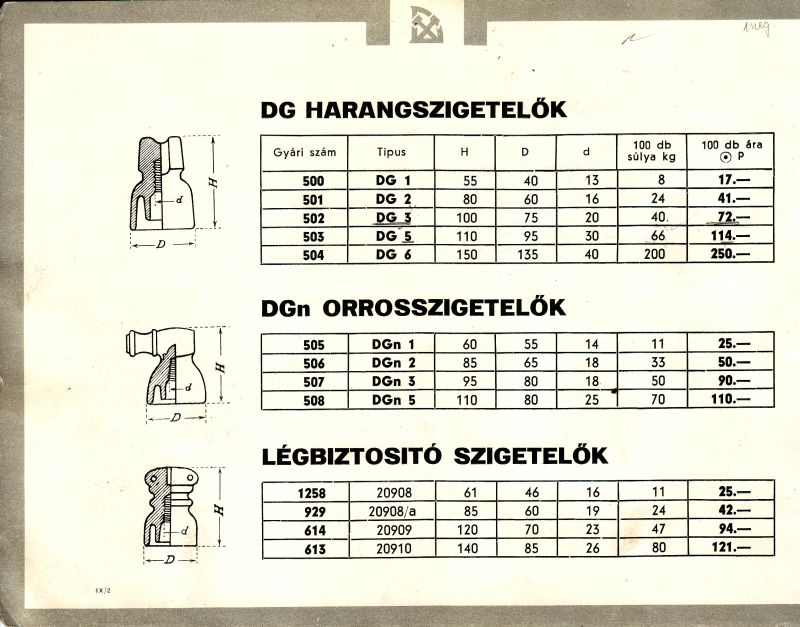 1neg
DG HARANGSZIGETELŐK
Gyári szám Tipus H D d 100 db súlya kg 100 db ára ⊙ P
500 DG 1 55 40 13 8 17.—
501 DG 2 80 60 16 24 41.—
502 DG 3 100 75 20 40. 72.—
503 DG 5 110 95 30 66 114.—
504 DG 6 150 135 40 200 250.—
H
d
D
DGn ORROSSZIGETELŐK
505 DGn 1 60 55 14 11 25.—
506 DGn 2 85 65 18 33 50.—
507 DGn 3 95 80 18 50 90.—
508 DGn 5 110 80 25 70 110.—
H
d
D
LÉGBIZTOSITÓ SZIGETELŐK
1258 20908 61 46 16 11 25.—
929 20908/a 85 60 19 24 42.—
614 20909 120 70 23 47 94.—
613 20910 140 85 26 80 121.—
H
d
D
IX/2